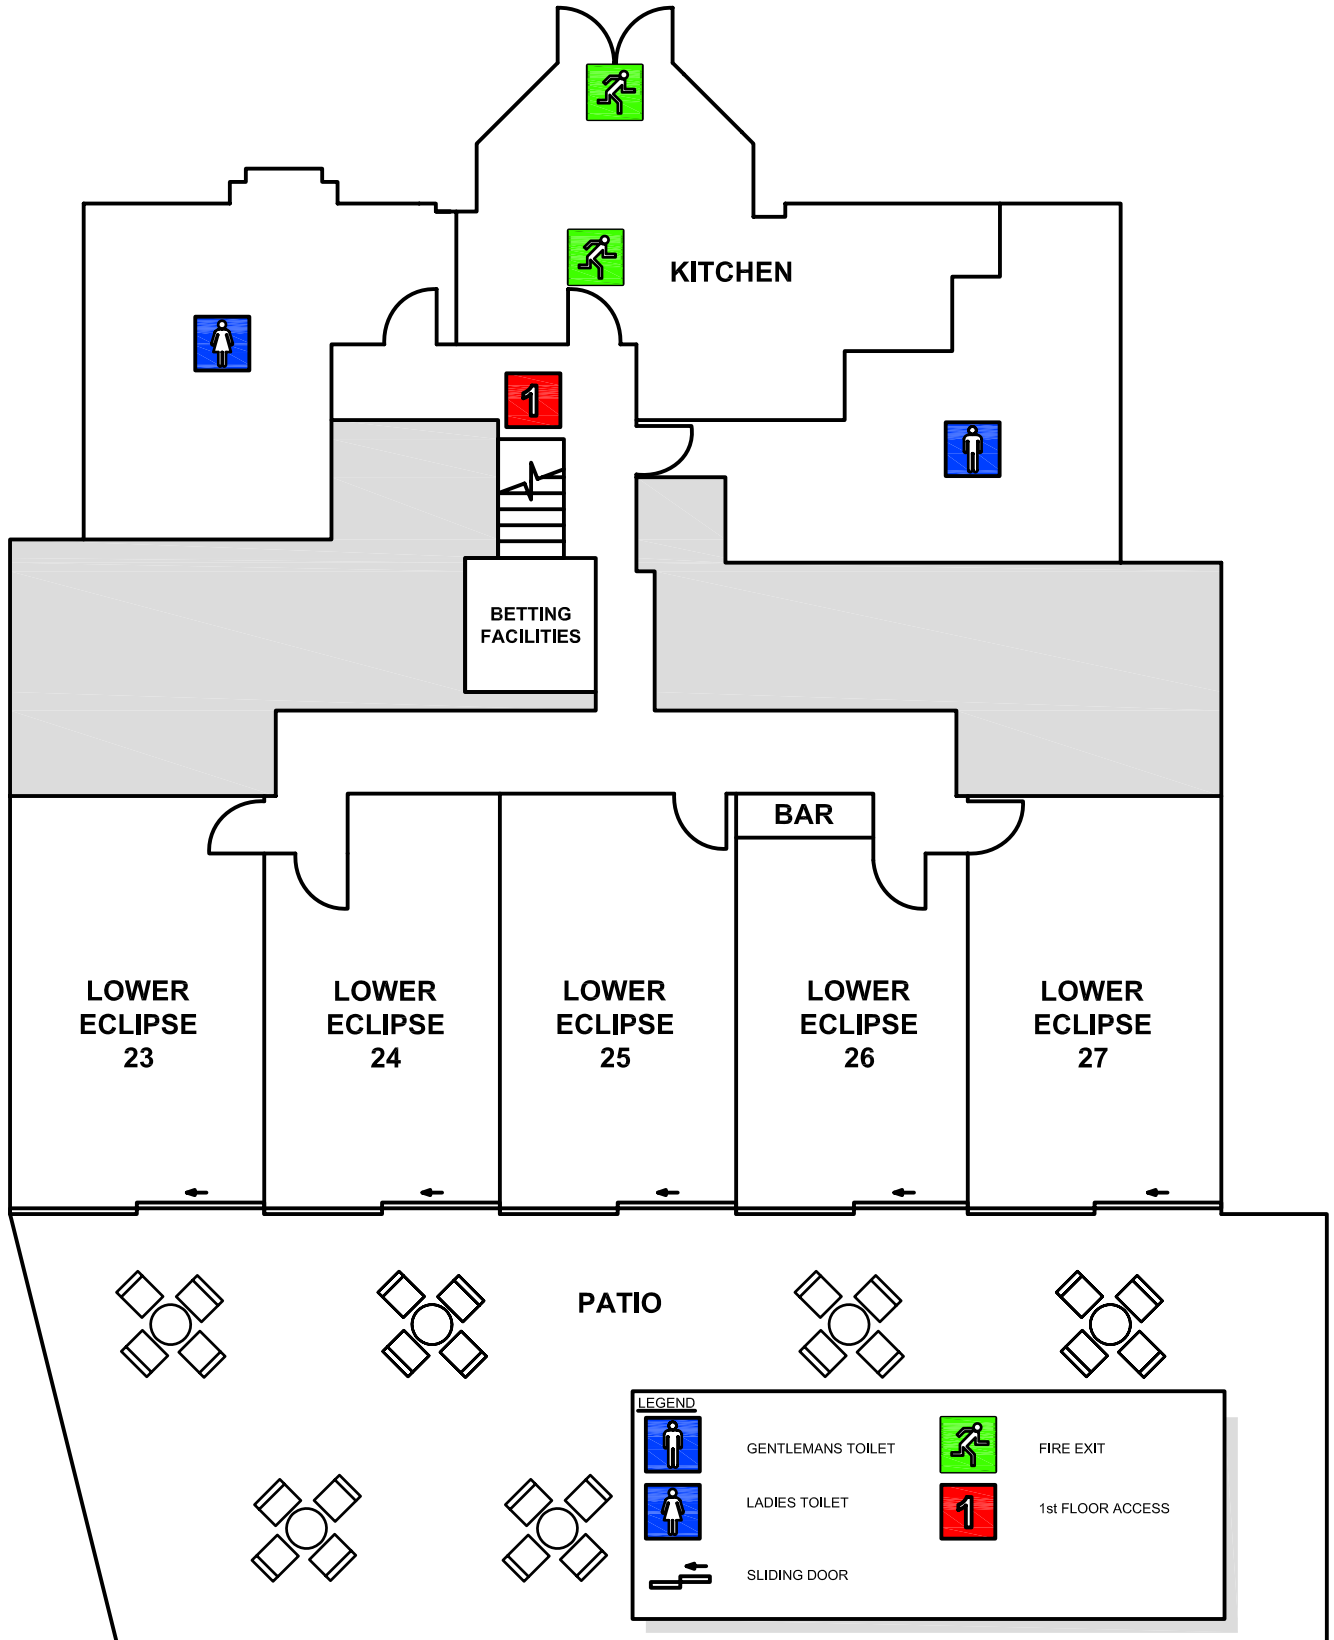 KITCHEN
1
BETTING
FACILITIES
BAR
LOWER
ECLIPSE
23
LOWER
ECLIPSE
24
LOWER
ECLIPSE
25
LOWER
ECLIPSE
26
LOWER
ECLIPSE
27
PATIO
LEGEND
GENTLEMANS TOILET
FIRE EXIT
LADIES TOILET
1
1st FLOOR ACCESS
SLIDING DOOR